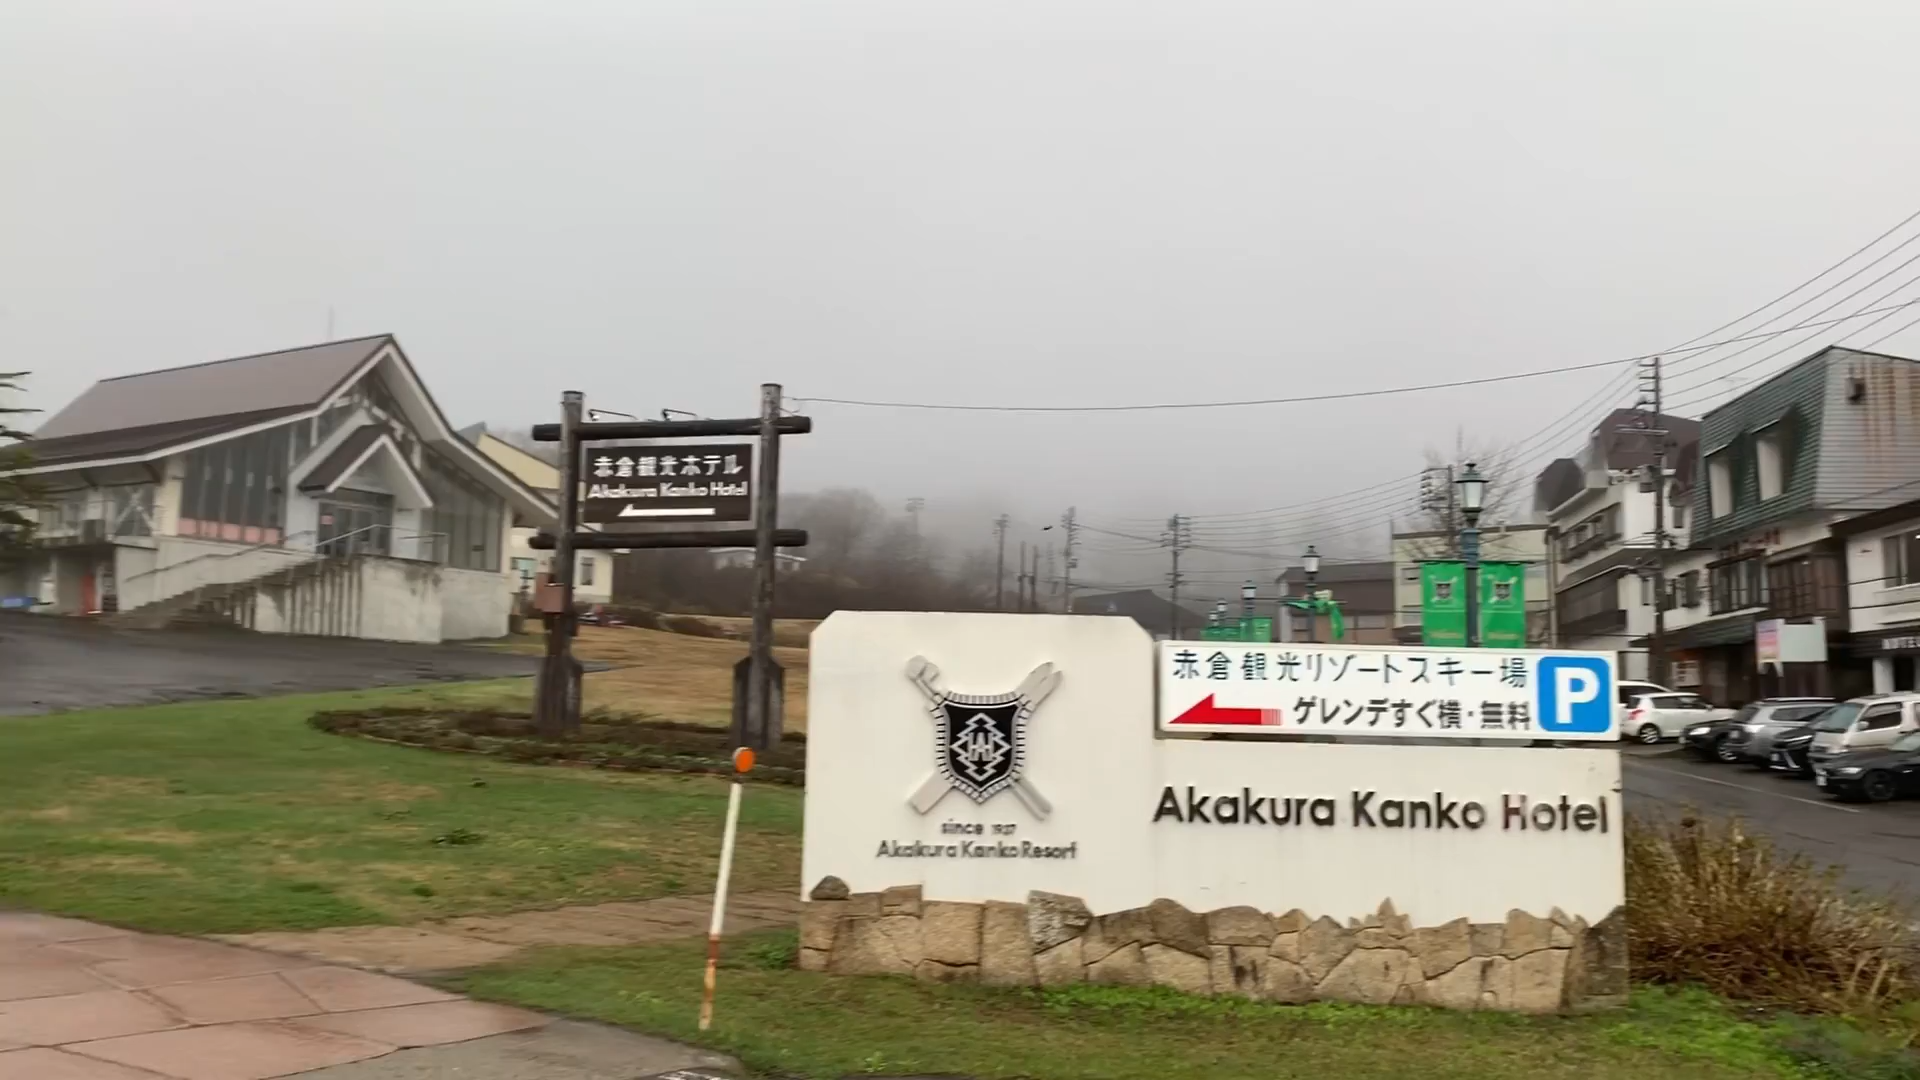 赤倉観光ホテル
Akakura Kanko Hotel
赤倉観光リゾートスキー場 P
ゲレンデすぐ横・無料
Akakura Kanko Hotel
since 1937
Akakura Kanko Resort